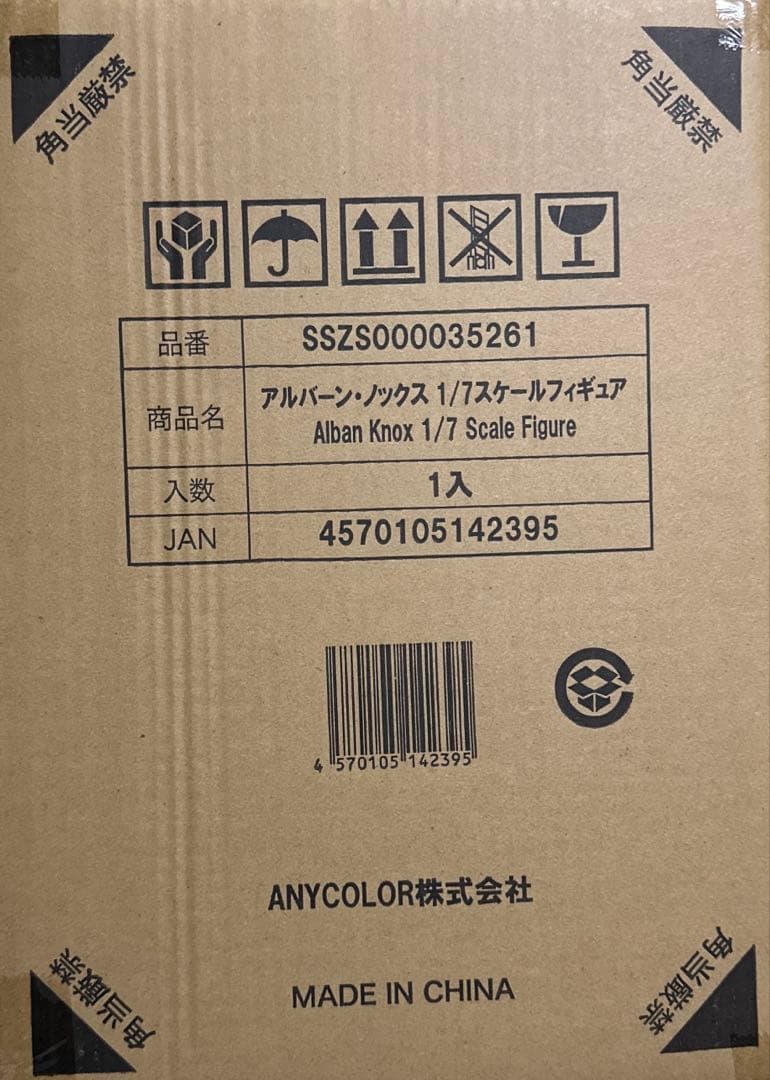 角当厳禁
角当厳禁
品番 SSZS000035261
商品名 アルバーン・ノックス 1/7スケールフィギュア
Alban Knox 1/7 Scale Figure
入数 1入
JAN 4570105142395
4 570105 142395
ANYCOLOR株式会社
MADE IN CHINA
角当厳禁
角当厳禁